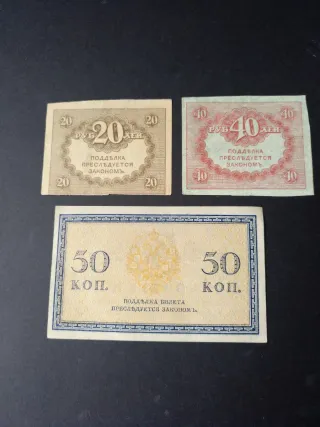 20 20
РУБ 20 ЛЕЙ.
ПОДДѢЛКА
ПРЕСЛѢДУЕТСЯ
ЗАКОНОМЪ.
20 20
40 40
РУБ 40 ЛЕЙ.
ПОДДѢЛКА
ПРЕСЛѢДУЕТСЯ
ЗАКОНОМЪ.
40 40
50 50
КОП. КОП.
ПОДДѢЛКА БИЛЕТА
ПРЕСЛѢДУЕТСЯ ЗАКОНОМЪ.